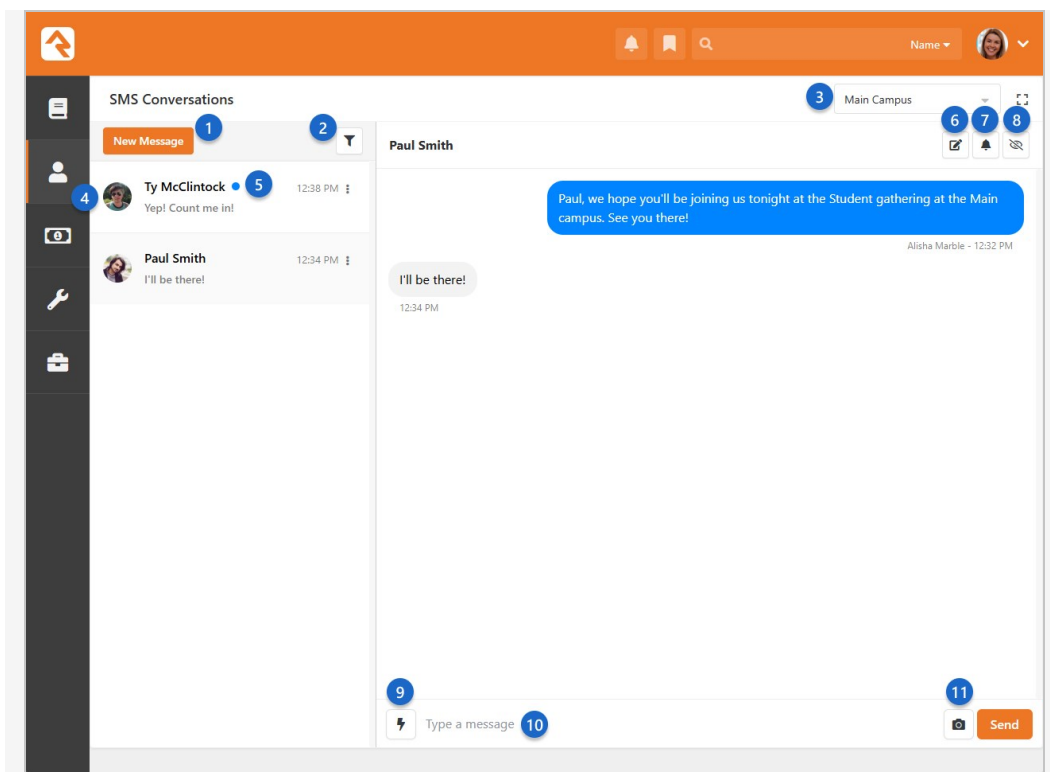 Name
SMS Conversations
3
Main Campus
New Message
1
2
Paul Smith
6
7
8
4
Ty McClintock
5
12:38 PM
Yep! Count me in!
Paul Smith
12:34 PM
I'll be there!
Paul, we hope you'll be joining us tonight at the Student gathering at the Main
campus. See you there!
Alisha Marble - 12:32 PM
I'll be there!
12:34 PM
9
Type a message
10
11
Send